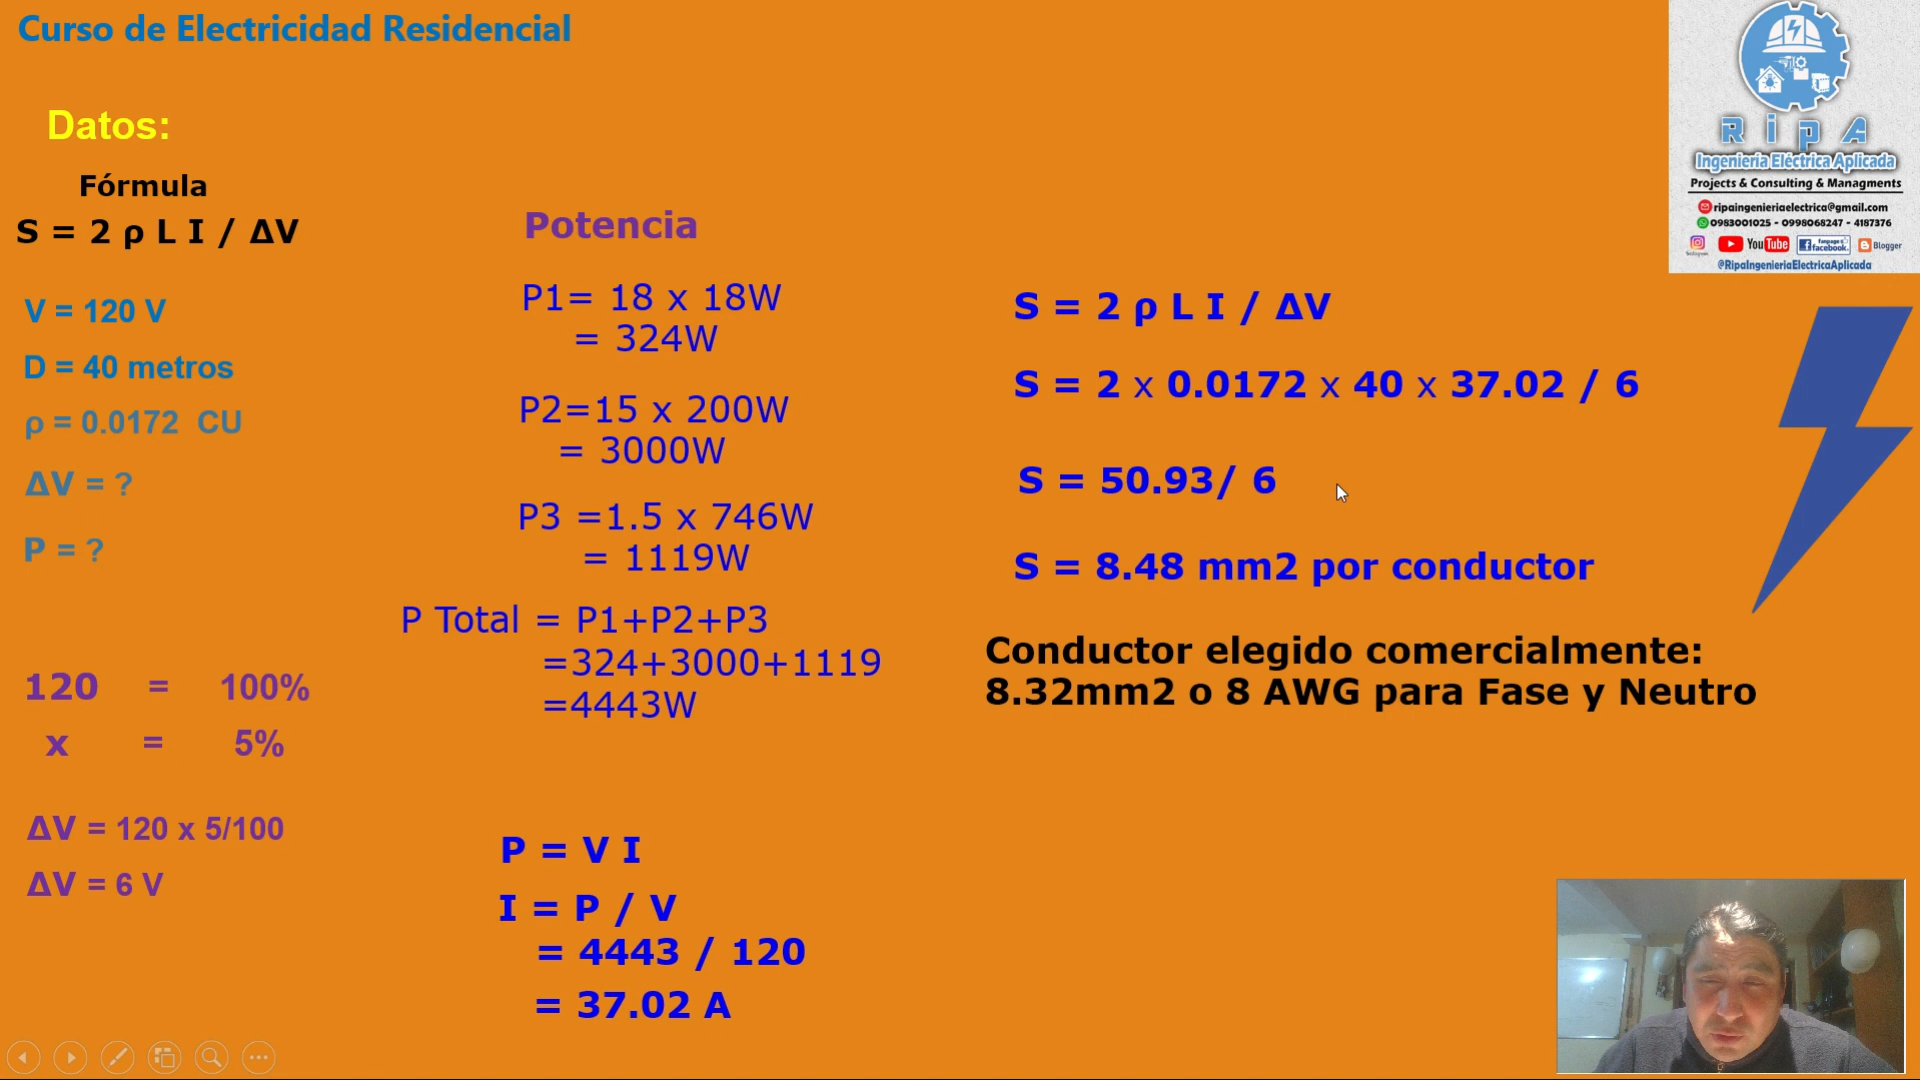 Curso de Electricidad Residencial
Datos:
Fórmula
S = 2 ρ L I / ΔV
V = 120 V
D = 40 metros
ρ = 0.0172 CU
ΔV = ?
P = ?
120 = 100%
x = 5%
ΔV = 120 x 5/100
ΔV = 6 V
Potencia
P1= 18 x 18W
= 324W
P2=15 x 200W
= 3000W
P3 =1.5 x 746W
= 1119W
P Total = P1+P2+P3
=324+3000+1119
=4443W
P = V I
I = P / V
= 4443 / 120
= 37.02 A
S = 2 ρ L I / ΔV
S = 2 x 0.0172 x 40 x 37.02 / 6
S = 50.93/ 6
S = 8.48 mm2 por conductor
Conductor elegido comercialmente:
8.32mm2 o 8 AWG para Fase y Neutro
RipA
Ingenieria Eléctrica Aplicada
Projects & Consulting & Managments
ripaingenieriaelectrica@gmail.com
0983001025 - 0998068247 - 4187376
YouTube facebook. Blogger
@RipaIngenieriaElectricaAplicada